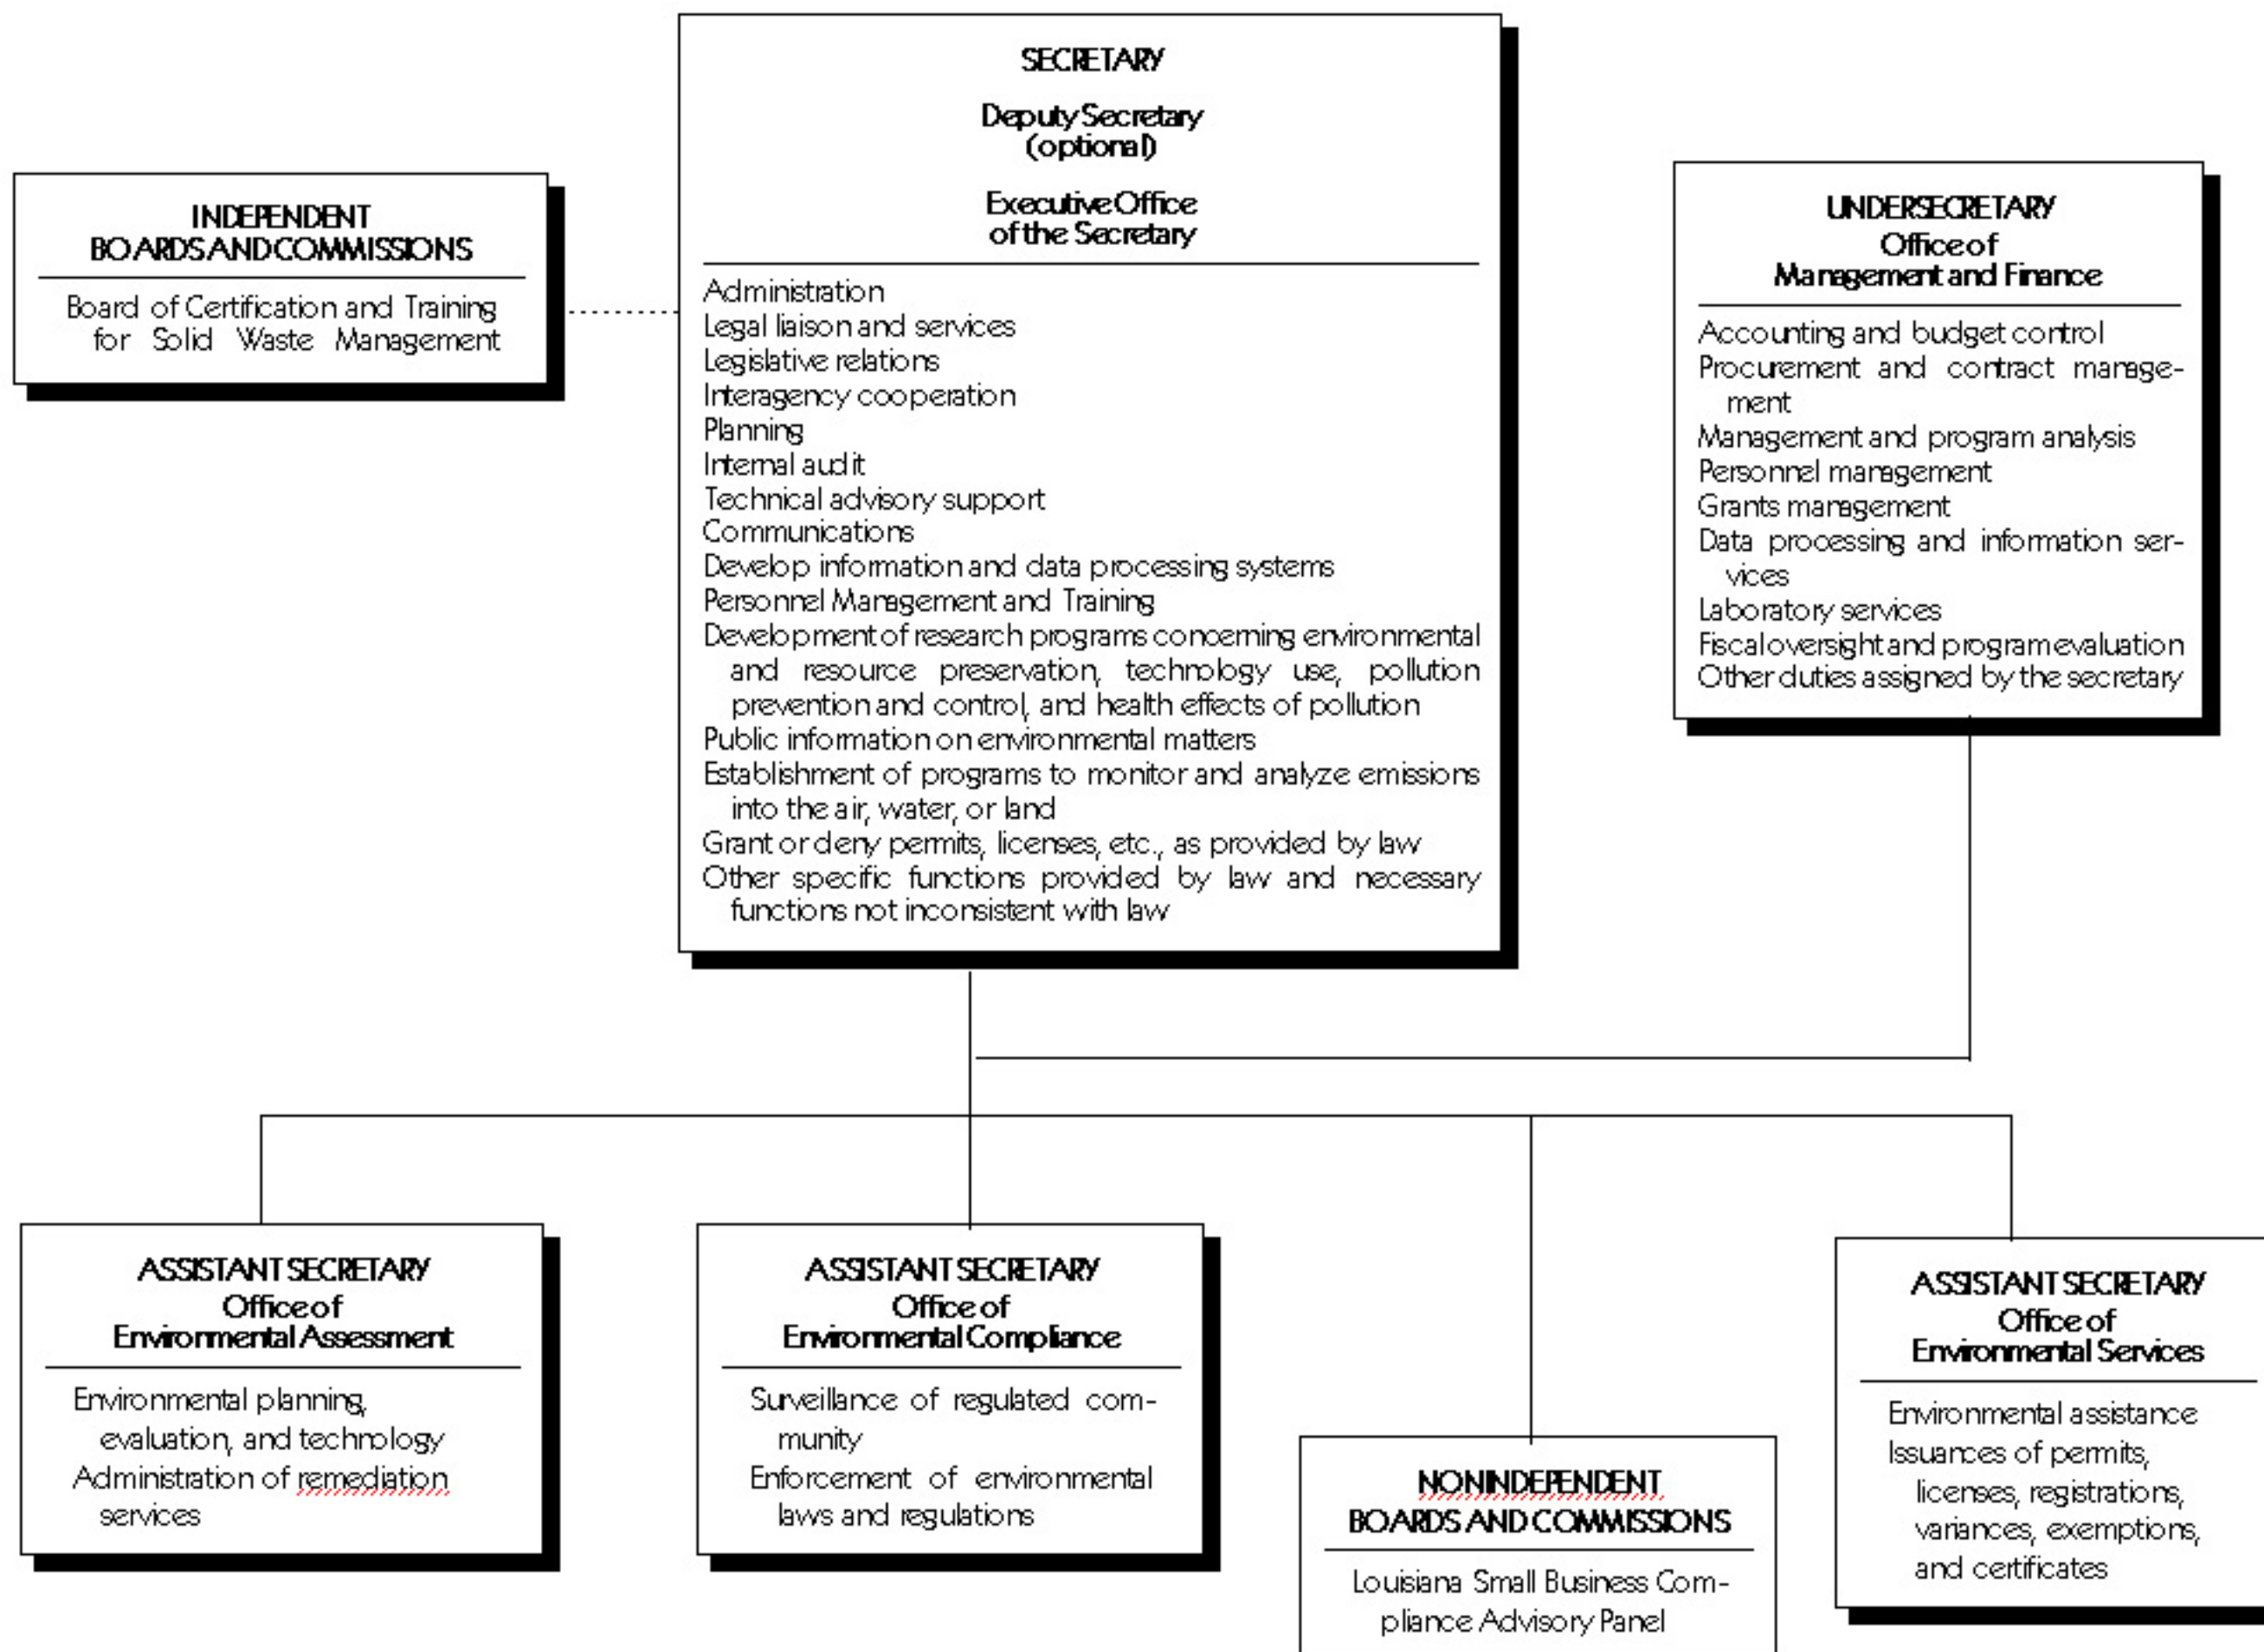 SECRETARY
Deputy Secretary
(optional)
Executive Office
of the Secretary
Administration
Legal liaison and services
Legislative relations
Interagency cooperation
Planning
Internal audit
Technical advisory support
Communications
Develop information and data processing systems
Personnel Management and Training
Development of research programs concerning environmental
and resource preservation, technology use, pollution
prevention and control, and health effects of pollution
Public information on environmental matters
Establishment of programs to monitor and analyze emissions
into the air, water, or land
Grant or deny permits, licenses, etc., as provided by law
Other specific functions provided by law and necessary
functions not inconsistent with law
INDEPENDENT
BOARDS AND COMMISSIONS
Board of Certification and Training
for Solid Waste Management
UNDERSECRETARY
Office of
Management and Finance
Accounting and budget control
Procurement and contract manage-
ment
Management and program analysis
Personnel management
Grants management
Data processing and information ser-
vices
Laboratory services
Fiscal oversight and program evaluation
Other duties assigned by the secretary
ASSISTANT SECRETARY
Office of
Environmental Assessment
Environmental planning,
evaluation, and technology
Administration of remediation
services
ASSISTANT SECRETARY
Office of
Environmental Compliance
Surveillance of regulated com-
munity
Enforcement of environmental
laws and regulations
NONINDEPENDENT
BOARDS AND COMMISSIONS
Louisiana Small Business Com-
pliance Advisory Panel
ASSISTANT SECRETARY
Office of
Environmental Services
Environmental assistance
Issuances of permits,
licenses, registrations,
variances, exemptions,
and certificates